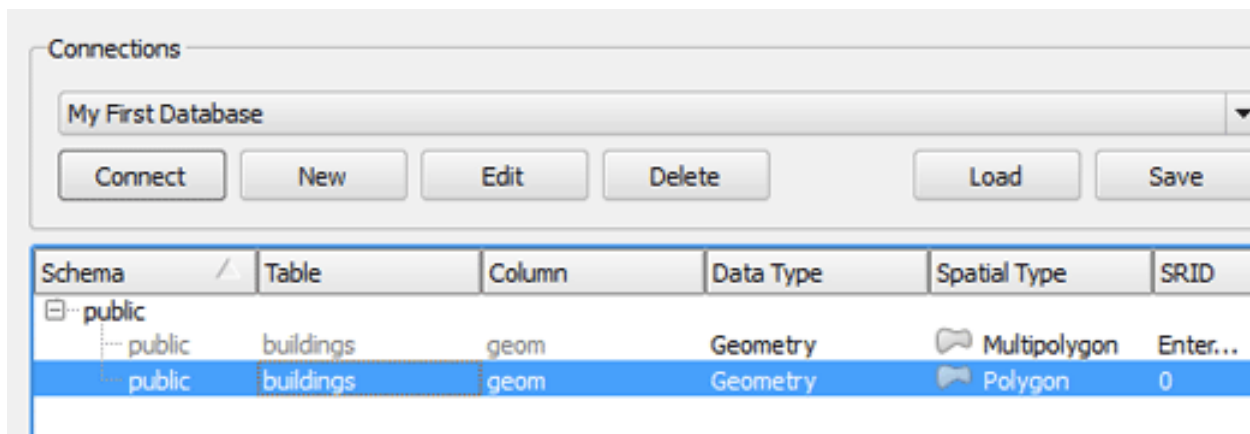 Connections
My First Database
Connect New Edit Delete Load Save
Schema Table Column Data Type Spatial Type SRID
public
public buildings geom Geometry Multipolygon Enter...
public buildings geom Geometry Polygon 0